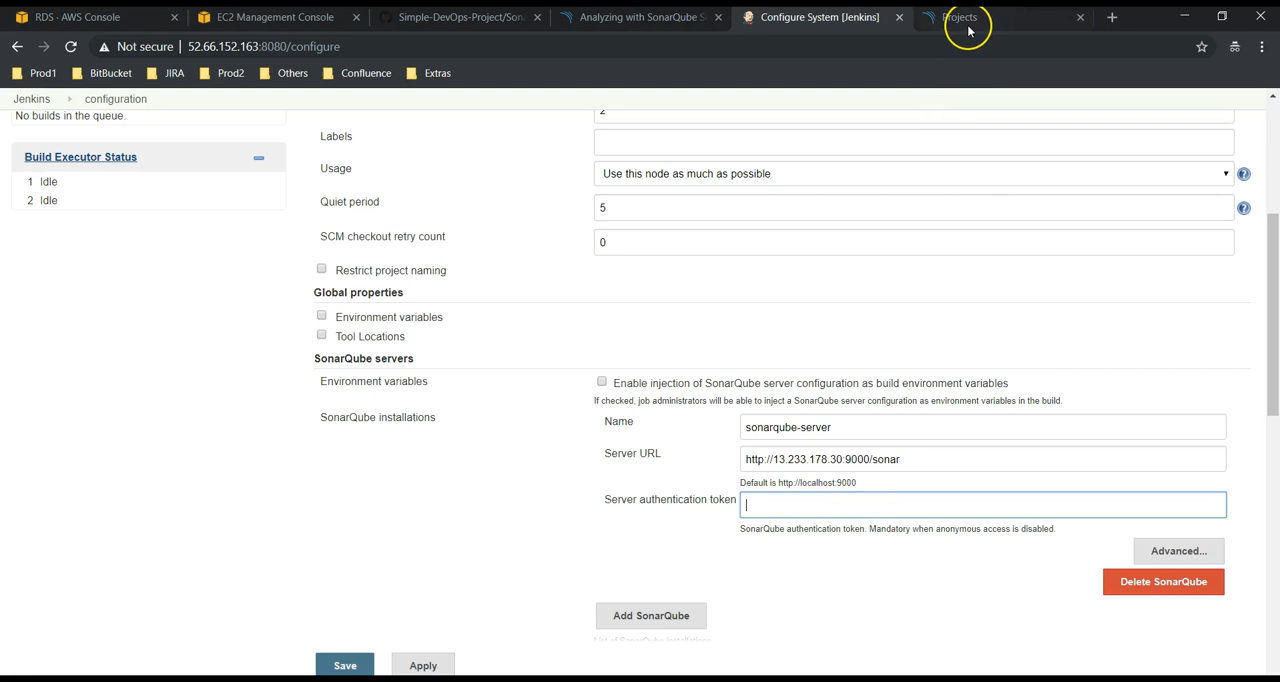 RDS · AWS Console
EC2 Management Console
Simple-DevOps-Project/Son
Analyzing with SonarQube S
Configure System [Jenkins]
Projects
Not secure | 52.66.152.163:8080/configure
Prod1 BitBucket JIRA Prod2 Others Confluence Extras
Jenkins configuration
No builds in the queue.
Build Executor Status
1 Idle
2 Idle
2
Labels
Usage
Use this node as much as possible
Quiet period
5
SCM checkout retry count
0
Restrict project naming
Global properties
Environment variables
Tool Locations
SonarQube servers
Environment variables
Enable injection of SonarQube server configuration as build environment variables
If checked, job administrators will be able to inject a SonarQube server configuration as environment variables in the build.
SonarQube installations
Name
sonarqube-server
Server URL
http://13.233.178.30:9000/sonar
Default is http://localhost:9000
Server authentication token
SonarQube authentication token. Mandatory when anonymous access is disabled.
Advanced...
Delete SonarQube
Add SonarQube
List of SonarQube installations
Save
Apply